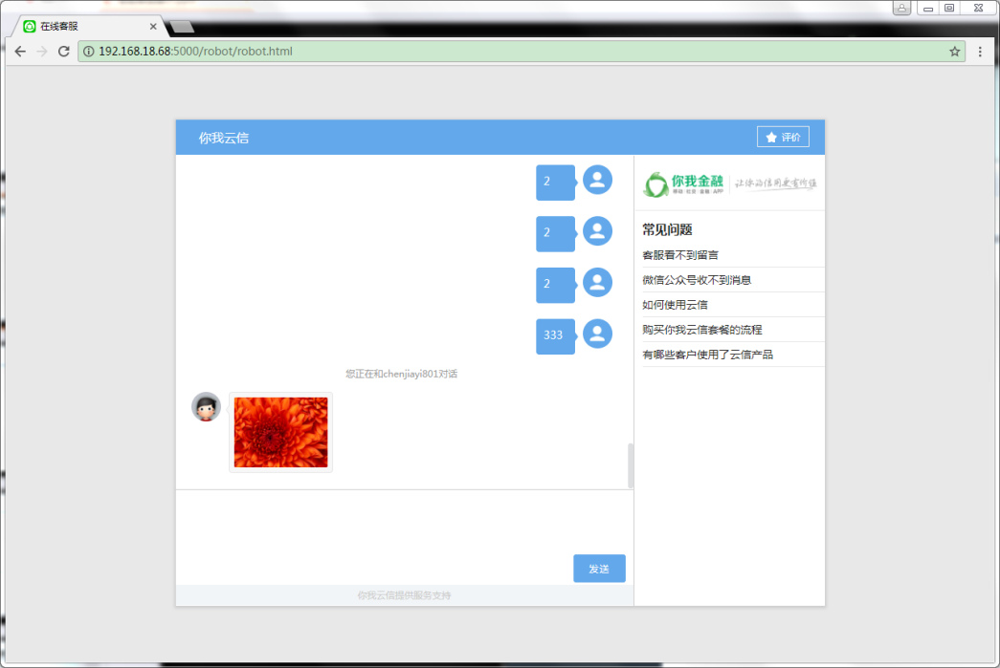 在线客服
192.168.18.68:5000/robot/robot.html
你我云信
评价
2
2
2
333
您正在和chenjiayi801对话
发送
你我云信提供服务支持
你我金融
移动·社会·金融·APP
让你的信用更有价值
常见问题
客服看不到留言
微信公众号收不到消息
如何使用云信
购买你我云信套餐的流程
有哪些客户使用了云信产品